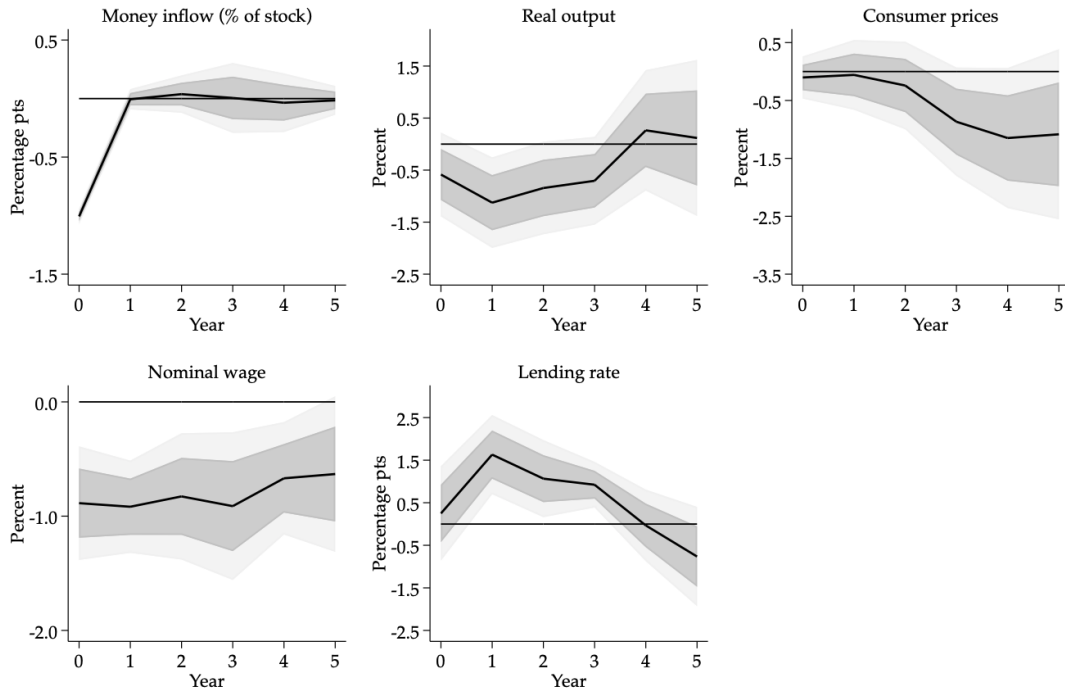 Money inflow (% of stock)
Percentage pts
0.5
-0.5
-1.5
0 1 2 3 4 5
Year
Real output
Percent
1.5
0.5
-0.5
-1.5
-2.5
0 1 2 3 4 5
Year
Consumer prices
Percent
0.5
-0.5
-1.5
-2.5
-3.5
0 1 2 3 4 5
Year
Nominal wage
Percent
0.0
-1.0
-2.0
0 1 2 3 4 5
Year
Lending rate
Percentage pts
2.5
1.5
0.5
-0.5
-1.5
-2.5
0 1 2 3 4 5
Year